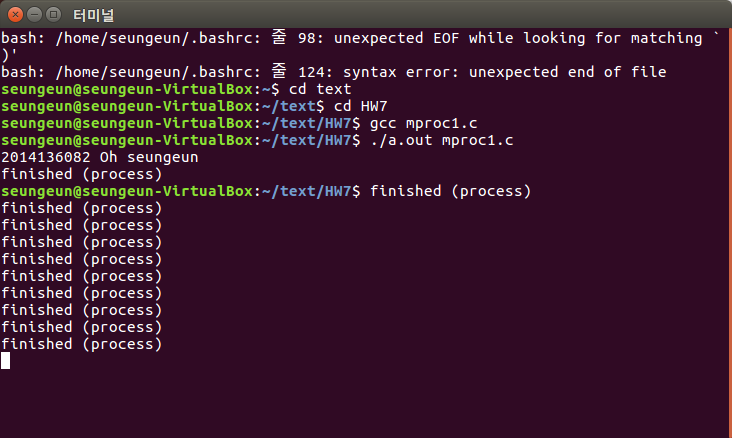 터미널
bash: /home/seungeun/.bashrc: 줄 98: unexpected EOF while looking for matching `
)'
bash: /home/seungeun/.bashrc: 줄 124: syntax error: unexpected end of file
seungeun@seungeun-VirtualBox:~$ cd text
seungeun@seungeun-VirtualBox:~/text$ cd HW7
seungeun@seungeun-VirtualBox:~/text/HW7$ gcc mproc1.c
seungeun@seungeun-VirtualBox:~/text/HW7$ ./a.out mproc1.c
2014136082 Oh seungeun
finished (process)
seungeun@seungeun-VirtualBox:~/text/HW7$ finished (process)
finished (process)
finished (process)
finished (process)
finished (process)
finished (process)
finished (process)
finished (process)
finished (process)
finished (process)